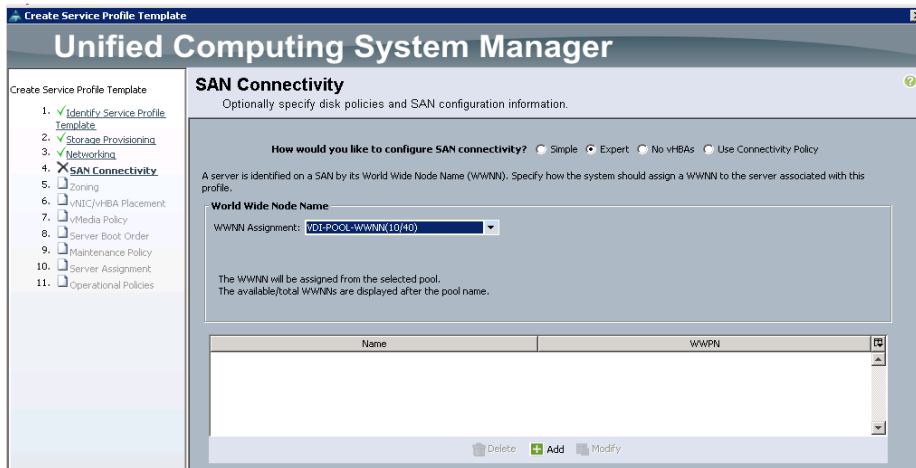 Create Service Profile Template
Unified Computing System Manager
Create Service Profile Template
1. Identify Service Profile
Template
2. Storage Provisioning
3. Networking
4. SAN Connectivity
5. Zoning
6. vNIC/vHBA Placement
7. vMedia Policy
8. Server Boot Order
9. Maintenance Policy
10. Server Assignment
11. Operational Policies
SAN Connectivity
Optionally specify disk policies and SAN configuration information.
How would you like to configure SAN connectivity? Simple Expert No vHBAs Use Connectivity Policy
A server is identified on a SAN by its World Wide Node Name (WWNN). Specify how the system should assign a WWNN to the server associated with this
profile.
World Wide Node Name
WWNN Assignment: VDI-POOL-WWNN(10/40)
The WWNN will be assigned from the selected pool.
The available/total WWNNs are displayed after the pool name.
Name WWPN
Delete Add Modify